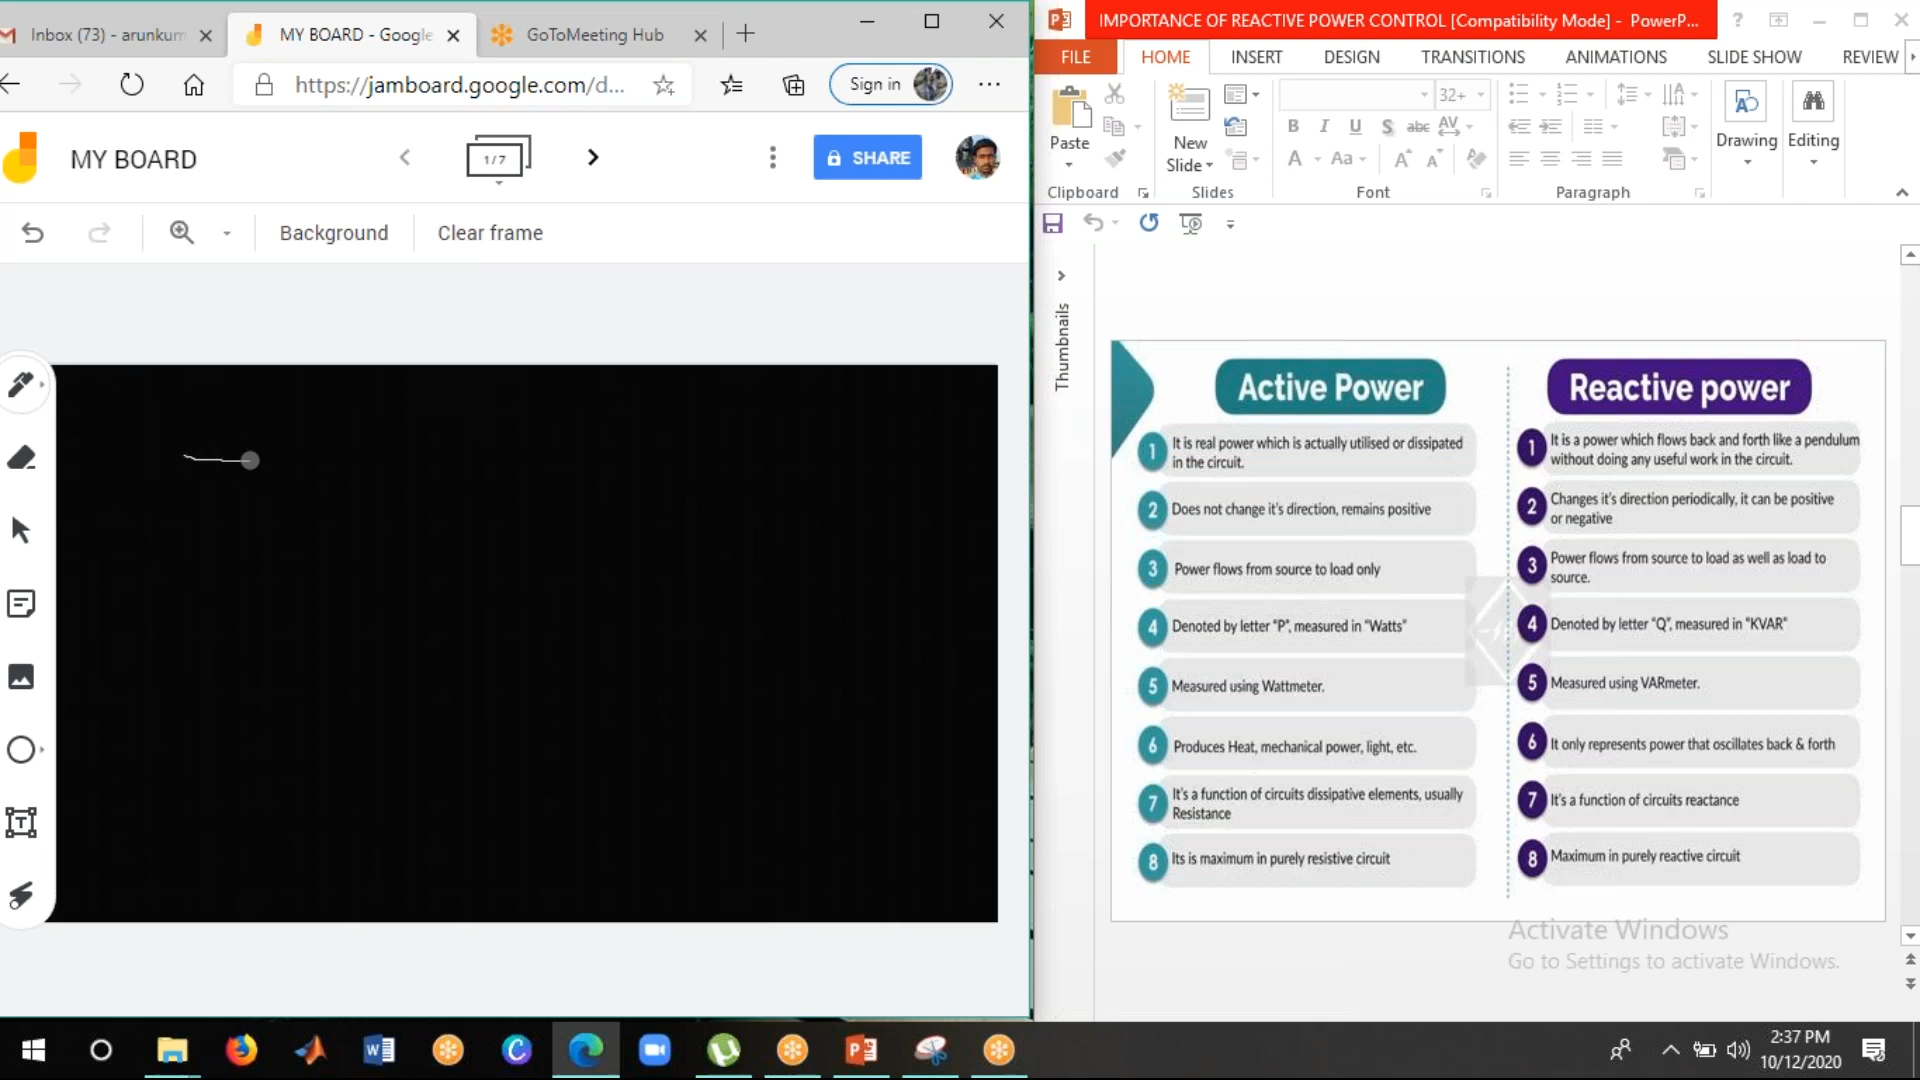 Inbox (73) - arunkum
MY BOARD - Google
GoToMeeting Hub
https://jamboard.google.com/d...
Sign in
MY BOARD
1/7
SHARE
Background
Clear frame
IMPORTANCE OF REACTIVE POWER CONTROL [Compatibility Mode] - PowerP...
?
FILE
HOME
INSERT
DESIGN
TRANSITIONS
ANIMATIONS
SLIDE SHOW
REVIEW
Paste
New
Slide
32+
B I U S abc AV
A Aa A A
Drawing
Editing
Clipboard
Slides
Font
Paragraph
Thumbnails
Active Power
1 It is real power which is actually utilised or dissipated
in the circuit.
2 Does not change it's direction, remains positive
3 Power flows from source to load only
4 Denoted by letter "P", measured in "Watts"
5 Measured using Wattmeter.
6 Produces Heat, mechanical power, light, etc.
7 It's a function of circuits dissipative elements, usually
Resistance
8 Its is maximum in purely resistive circuit
Reactive power
1 It is a power which flows back and forth like a pendulum
without doing any useful work in the circuit.
2 Changes it's direction periodically, it can be positive
or negative
3 Power flows from source to load as well as load to
source.
4 Denoted by letter "Q", measured in "KVAR"
5 Measured using VARmeter.
6 It only represents power that oscillates back & forth
7 It's a function of circuits reactance
8 Maximum in purely reactive circuit
Activate Windows
Go to Settings to activate Windows.
2:37 PM
10/12/2020